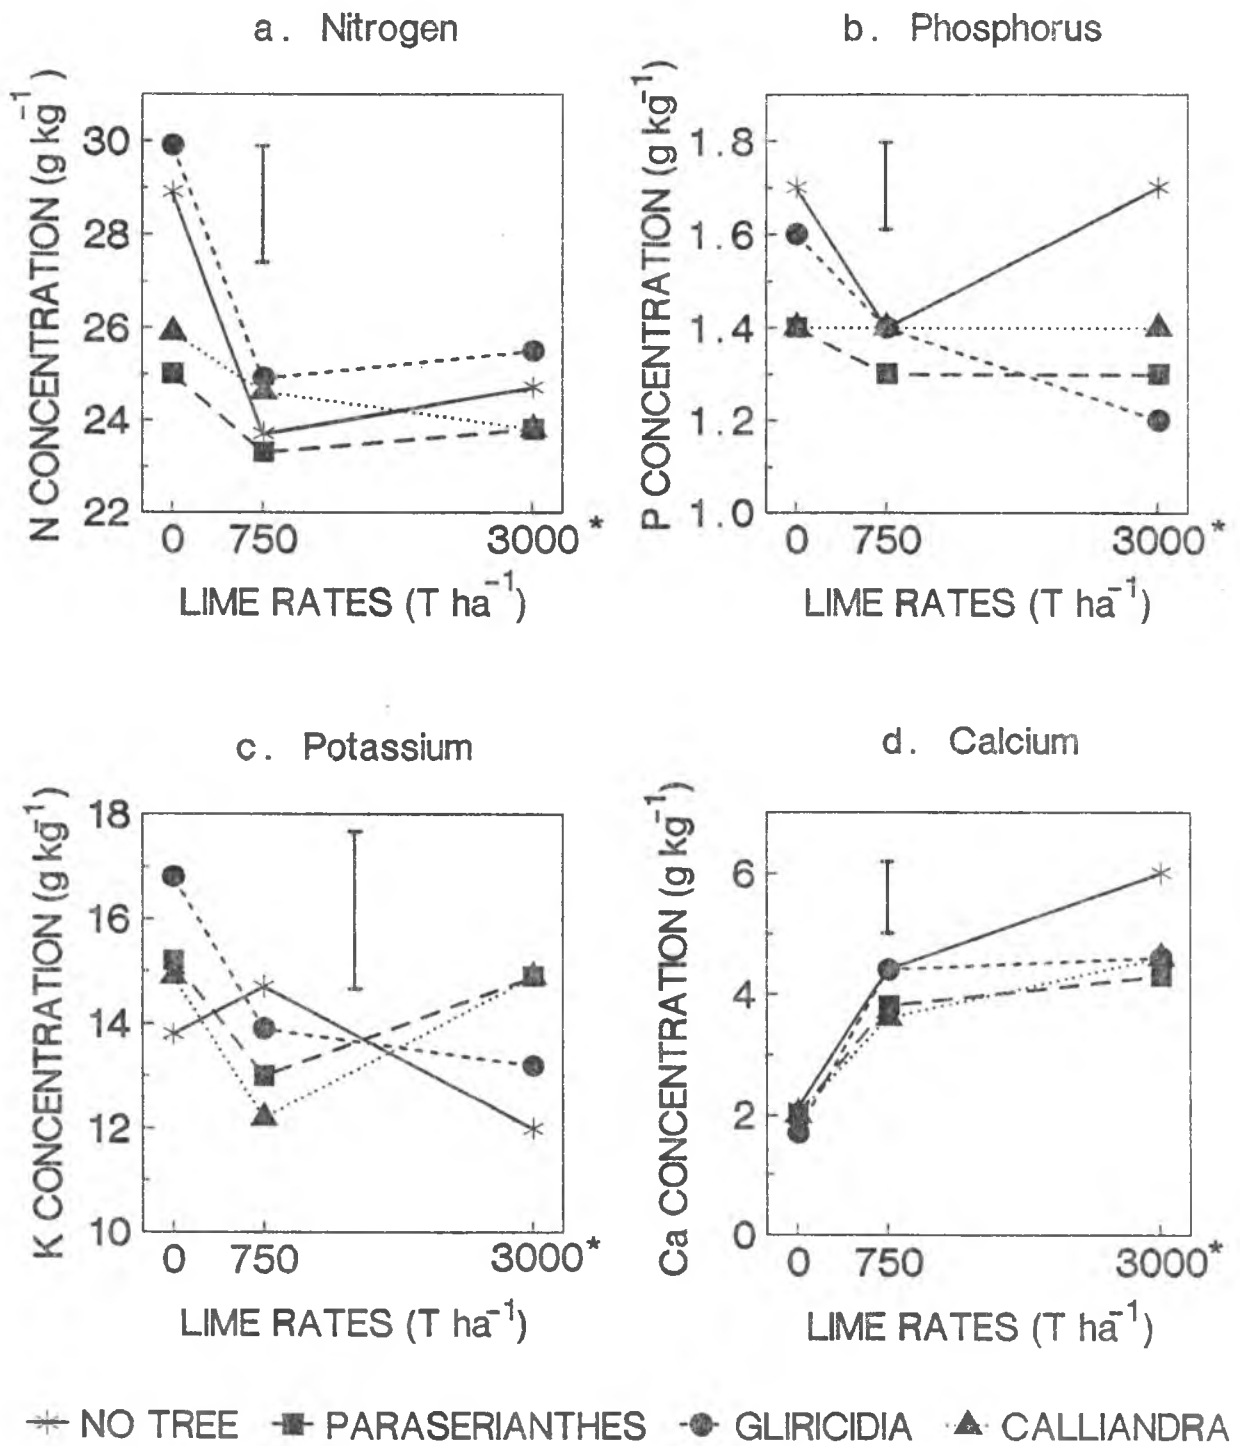 a. Nitrogen
N CONCENTRATION (g kg⁻¹)
30
28
26
24
22
0 750 3000*
LIME RATES (T ha⁻¹)
b. Phosphorus
P CONCENTRATION (g kg⁻¹)
1.8
1.6
1.4
1.2
1.0
0 750 3000*
LIME RATES (T ha⁻¹)
c. Potassium
K CONCENTRATION (g kg⁻¹)
18
16
14
12
10
0 750 3000*
LIME RATES (T ha⁻¹)
d. Calcium
Ca CONCENTRATION (g kg⁻¹)
6
4
2
0
0 750 3000*
LIME RATES (T ha⁻¹)
NO TREE PARASERIANTHES GLIRICIDIA CALLIANDRA